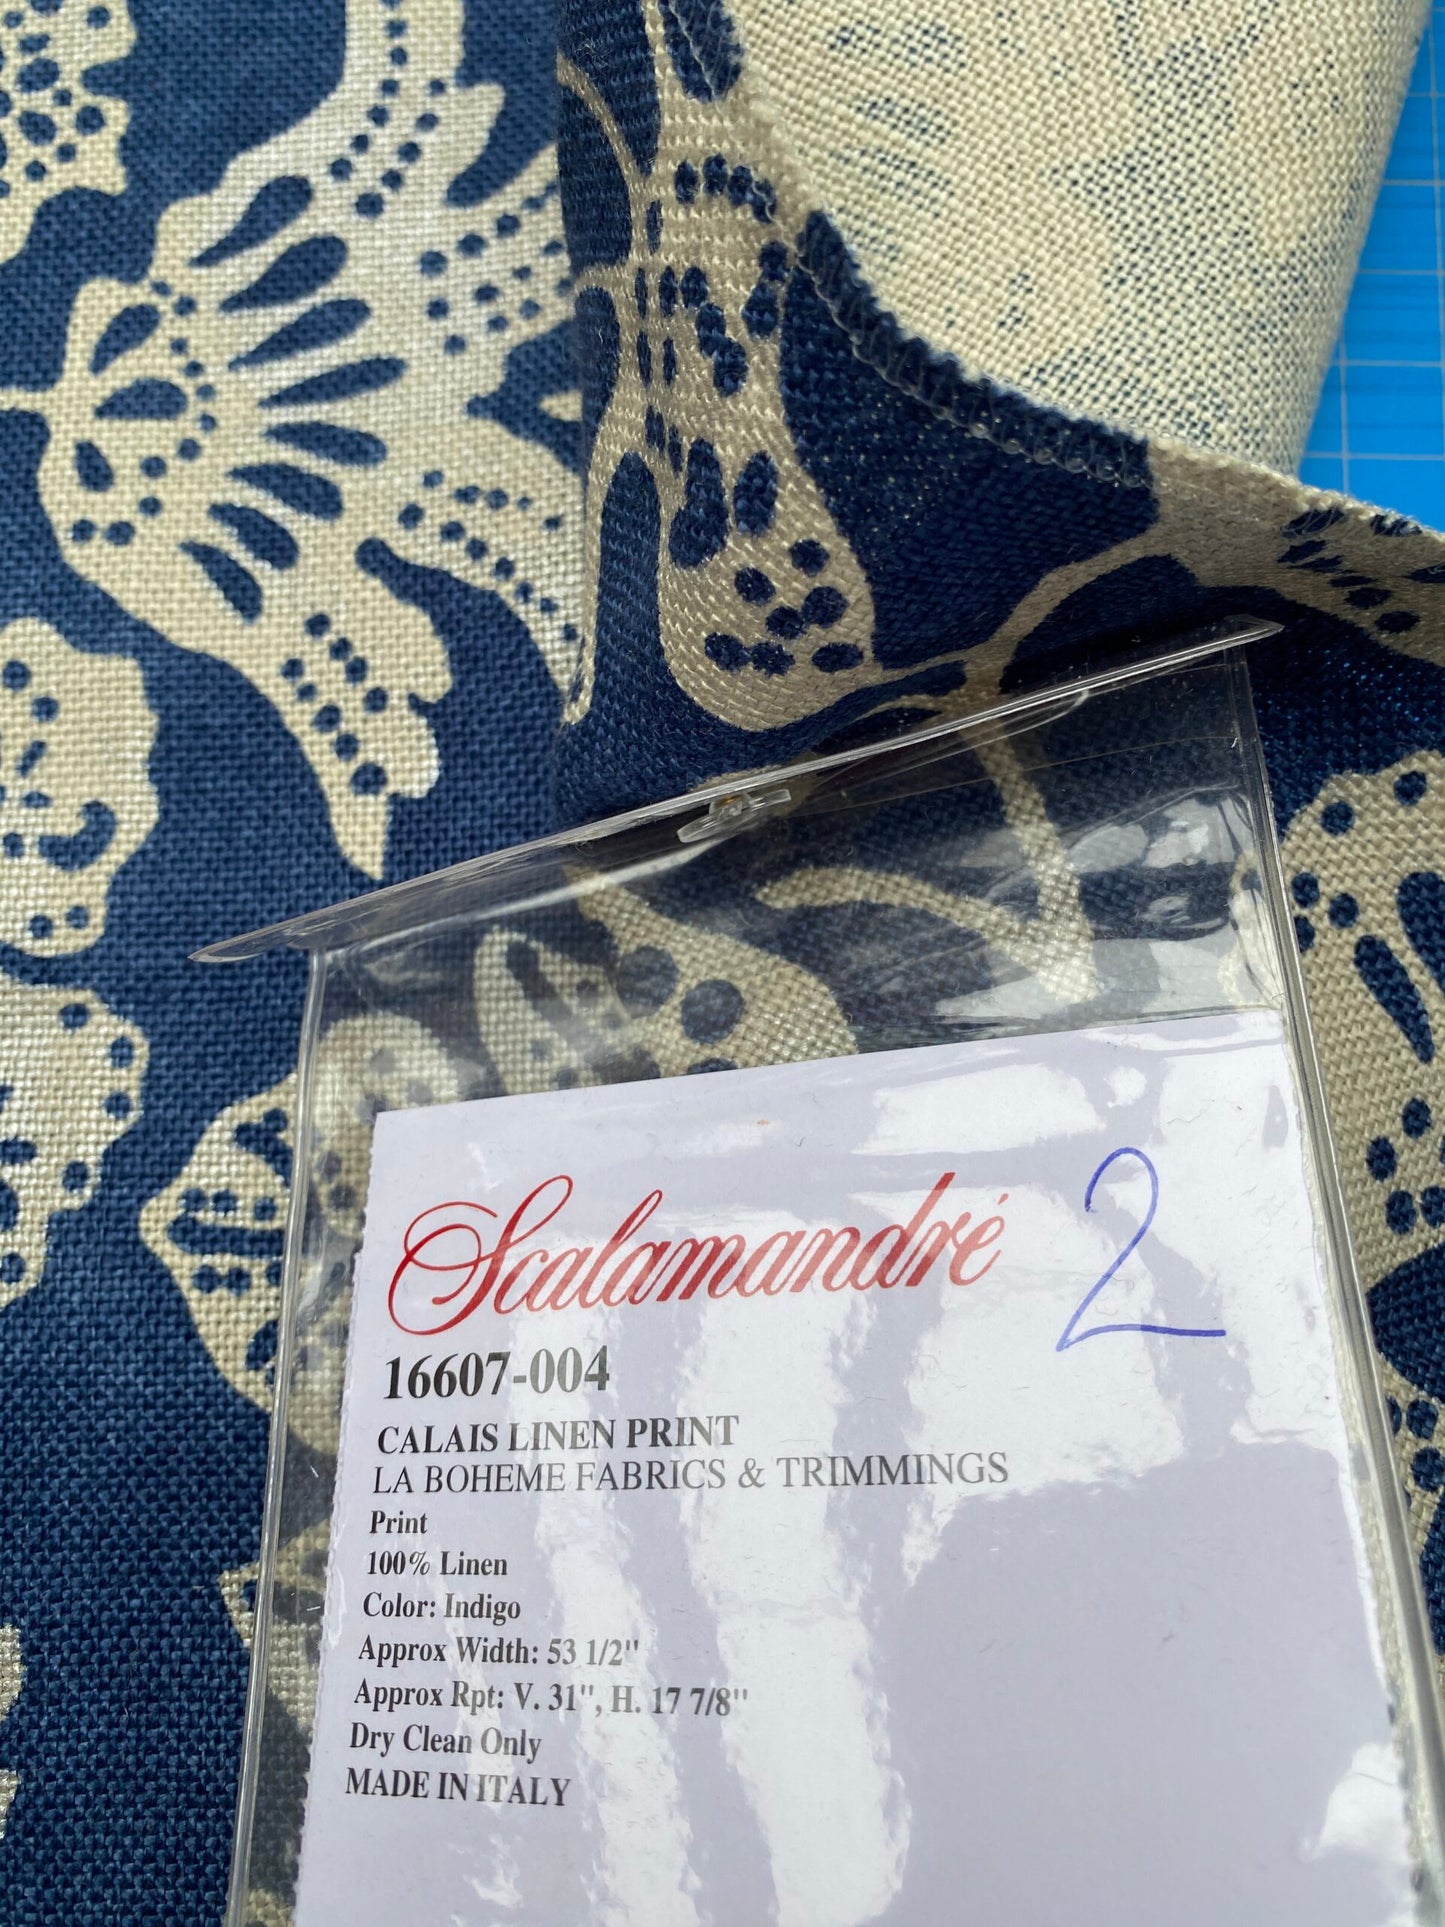 Scalamandré
2
16607-004
CALAIS LINEN PRINT
LA BOHEME FABRICS & TRIMMINGS
Print
100% Linen
Color: Indigo
Approx Width: 53 1/2"
Approx Rpt: V. 31", H. 17 7/8"
Dry Clean Only
MADE IN ITALY